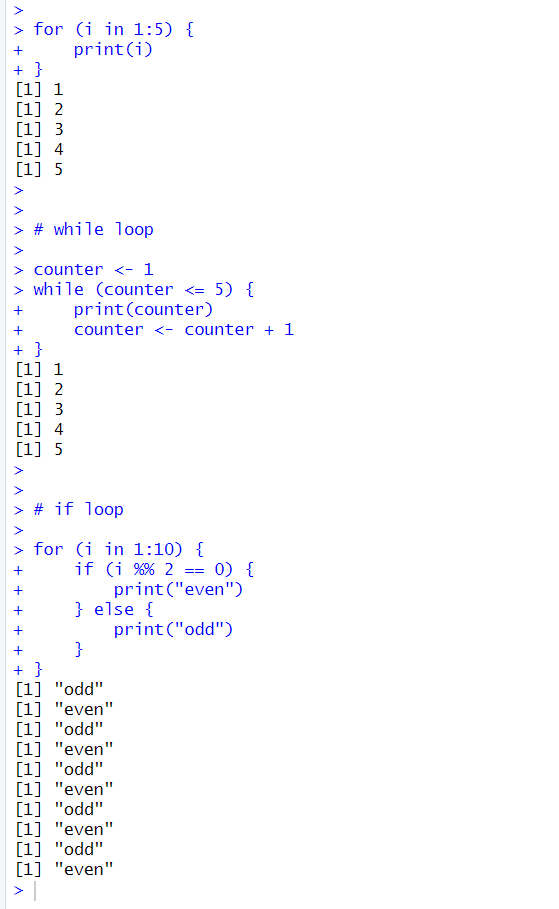 >
> for (i in 1:5) {
+     print(i)
+ }
[1] 1
[1] 2
[1] 3
[1] 4
[1] 5
>
>
> # while loop
>
> counter <- 1
> while (counter <= 5) {
+     print(counter)
+     counter <- counter + 1
+ }
[1] 1
[1] 2
[1] 3
[1] 4
[1] 5
>
>
> # if loop
>
> for (i in 1:10) {
+     if (i %% 2 == 0) {
+         print("even")
+     } else {
+         print("odd")
+     }
+ }
[1] "odd"
[1] "even"
[1] "odd"
[1] "even"
[1] "odd"
[1] "even"
[1] "odd"
[1] "even"
[1] "odd"
[1] "even"
>